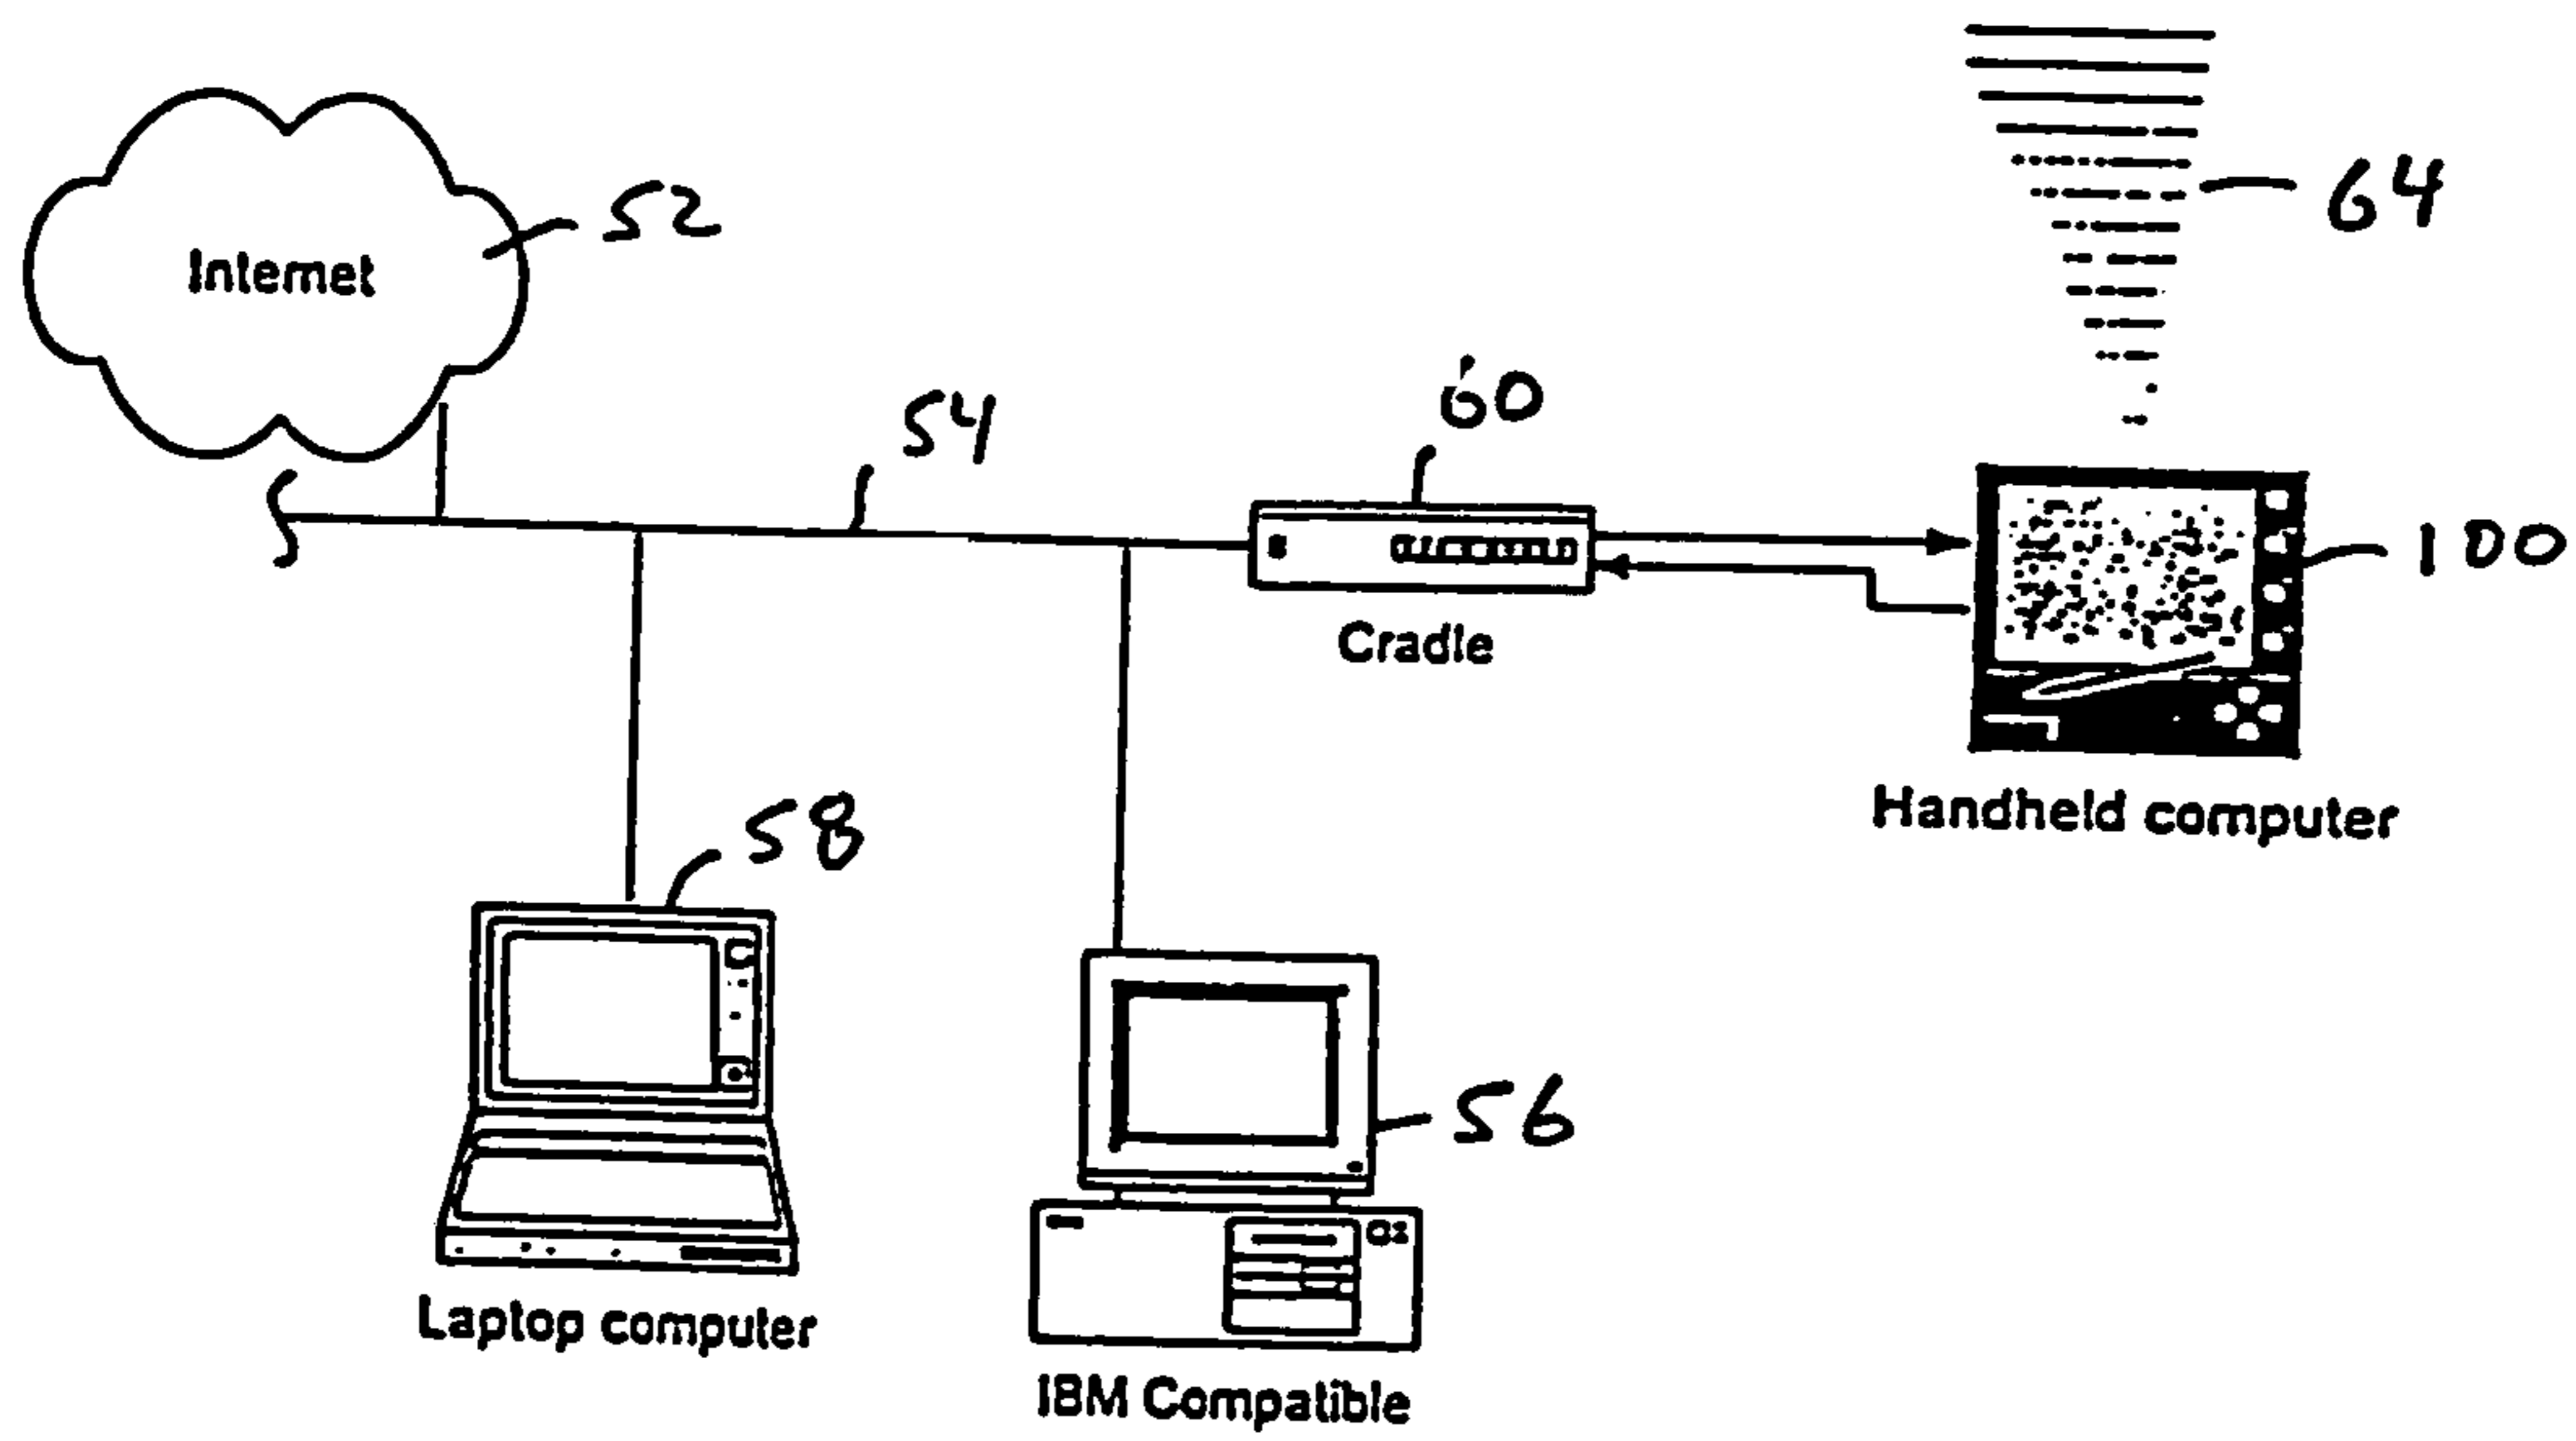 64
52
Internet
60
54
100
Cradle
Handheld computer
58
56
Laptop computer
IBM Compatible